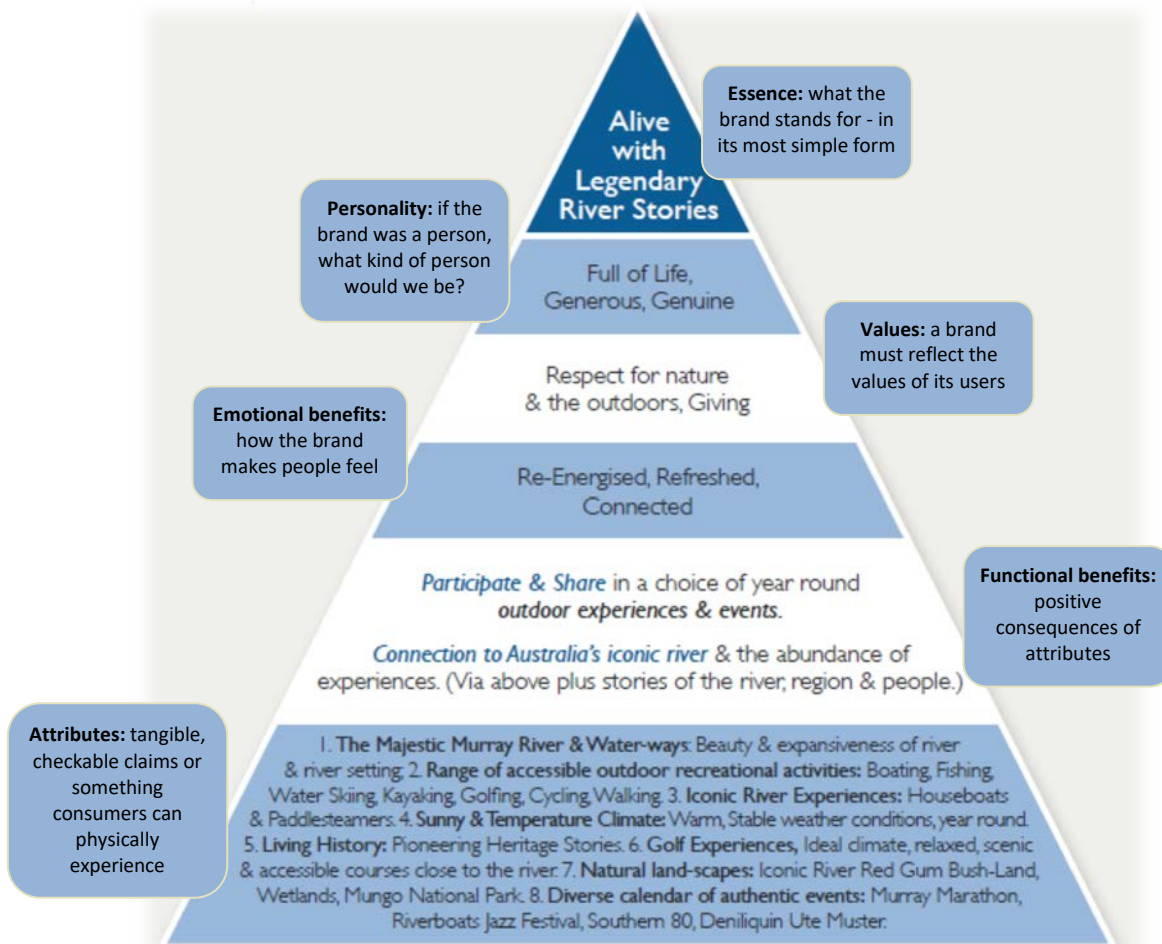 Alive
with
Legendary
River Stories
Essence: what the
brand stands for - in
its most simple form
Personality: if the
brand was a person,
what kind of person
would we be?
Full of Life,
Generous, Genuine
Values: a brand
must reflect the
values of its users
Respect for nature
& the outdoors, Giving
Emotional benefits:
how the brand
makes people feel
Re-Energised, Refreshed,
Connected
Participate & Share in a choice of year round
outdoor experiences & events.
Connection to Australia's iconic river & the abundance of
experiences. (Via above plus stories of the river, region & people.)
Functional benefits:
positive
consequences of
attributes
Attributes: tangible,
checkable claims or
something
consumers can
physically
experience
1. The Majestic Murray River & Water-ways: Beauty & expansiveness of river
& river setting; 2. Range of accessible outdoor recreational activities: Boating, Fishing,
Water Skiing, Kayaking, Golfing, Cycling, Walking. 3. Iconic River Experiences: Houseboats
& Paddlesteamers. 4. Sunny & Temperature Climate: Warm, Stable weather conditions, year round.
5. Living History: Pioneering Heritage Stories. 6. Golf Experiences, Ideal climate, relaxed, scenic
& accessible courses close to the river. 7. Natural land-scapes: Iconic River Red Gum Bush-Land,
Wetlands, Mungo National Park. 8. Diverse calendar of authentic events: Murray Marathon,
Riverboats Jazz Festival, Southern 80, Deniliquin Ute Muster.